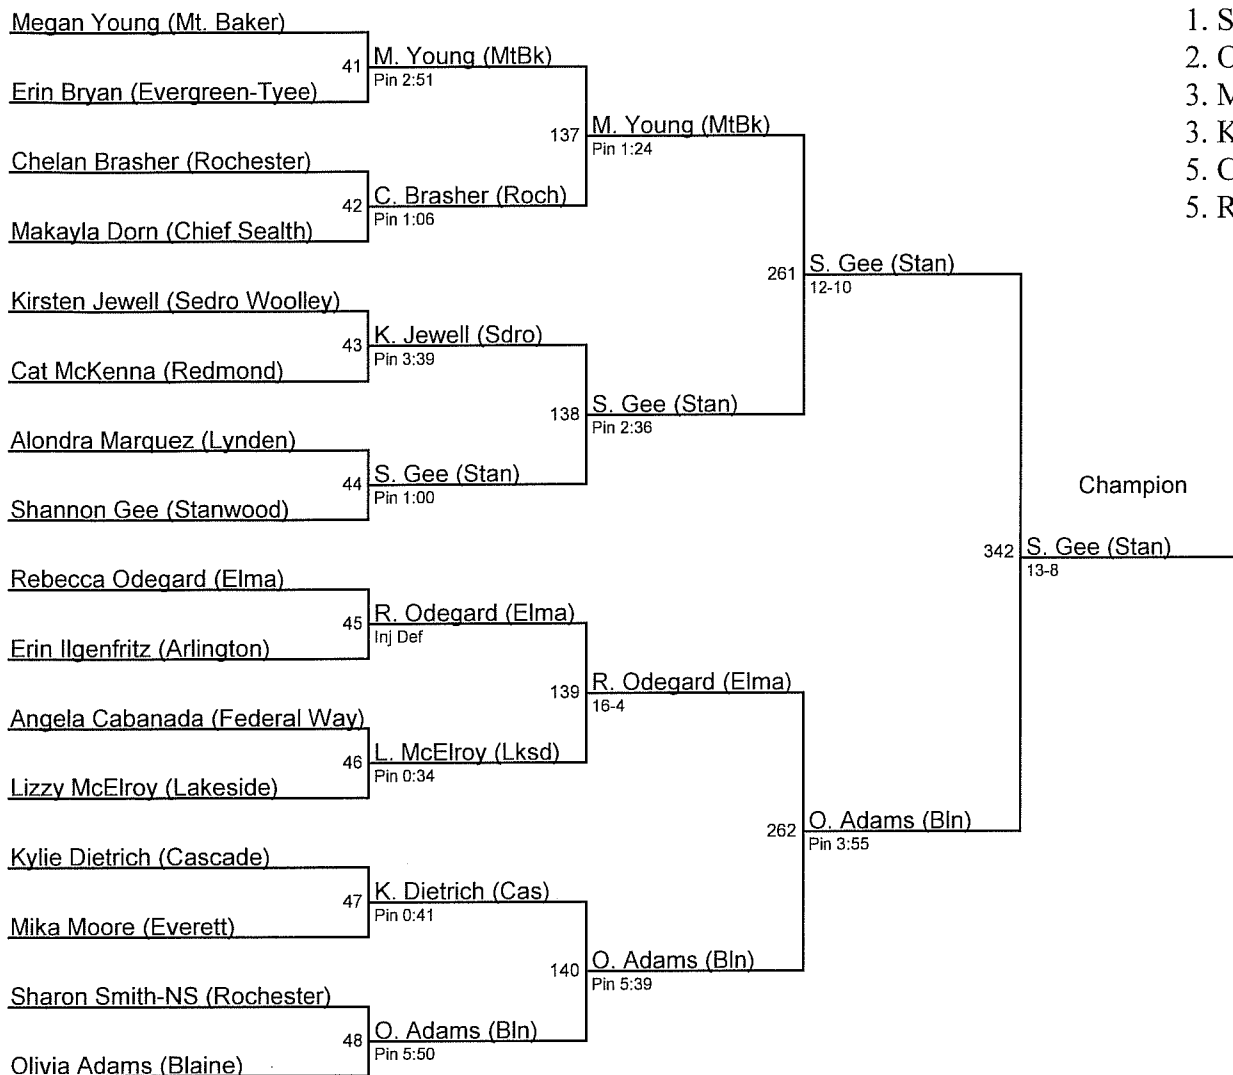 Megan Young (Mt. Baker)
Erin Bryan (Evergreen-Tyee)
Chelan Brasher (Rochester)
Makayla Dorn (Chief Sealth)
Kirsten Jewell (Sedro Woolley)
Cat McKenna (Redmond)
Alondra Marquez (Lynden)
Shannon Gee (Stanwood)
Rebecca Odegard (Elma)
Erin Ilgenfritz (Arlington)
Angela Cabanada (Federal Way)
Lizzy McElroy (Lakeside)
Kylie Dietrich (Cascade)
Mika Moore (Everett)
Sharon Smith-NS (Rochester)
Olivia Adams (Blaine)
41 M. Young (MtBk)
Pin 2:51
42 C. Brasher (Roch)
Pin 1:06
43 K. Jewell (Sdro)
Pin 3:39
44 S. Gee (Stan)
Pin 1:00
45 R. Odegard (Elma)
Inj Def
46 L. McElroy (Lksd)
Pin 0:34
47 K. Dietrich (Cas)
Pin 0:41
48 O. Adams (Bln)
Pin 5:50
137 M. Young (MtBk)
Pin 1:24
138 S. Gee (Stan)
Pin 2:36
139 R. Odegard (Elma)
16-4
140 O. Adams (Bln)
Pin 5:39
261 S. Gee (Stan)
12-10
262 O. Adams (Bln)
Pin 3:55
Champion
342 S. Gee (Stan)
13-8
1. S
2. O
3. M
3. K
5. C
5. R